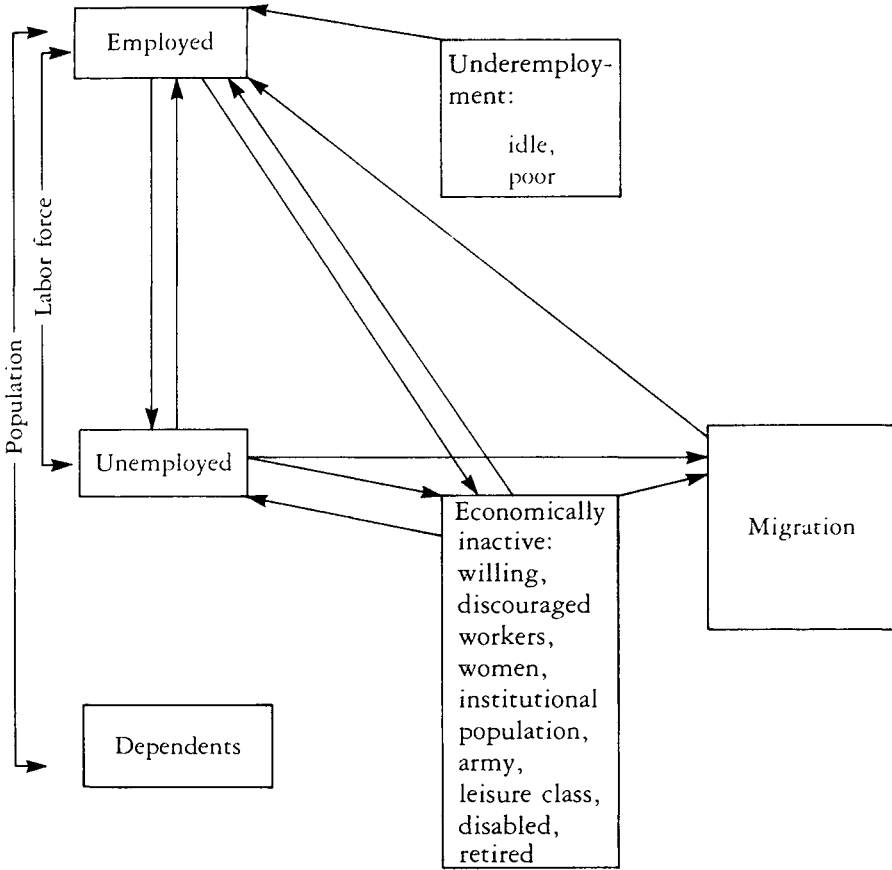 Employed
Underemploy-
ment:
idle,
poor
Labor force
Population
Unemployed
Economically
inactive:
willing,
discouraged
workers,
women,
institutional
population,
army,
leisure class,
disabled,
retired
Migration
Dependents